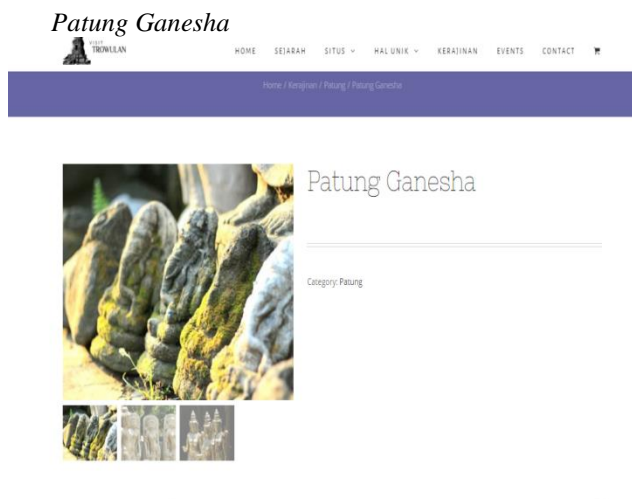 Patung Ganesha
VISIT
TROWULAN
HOME SEJARAH SITUS HAL UNIK KERAJINAN EVENTS CONTACT
Home / Kerajinan / Patung / Patung Ganesha
Patung Ganesha
Category: Patung